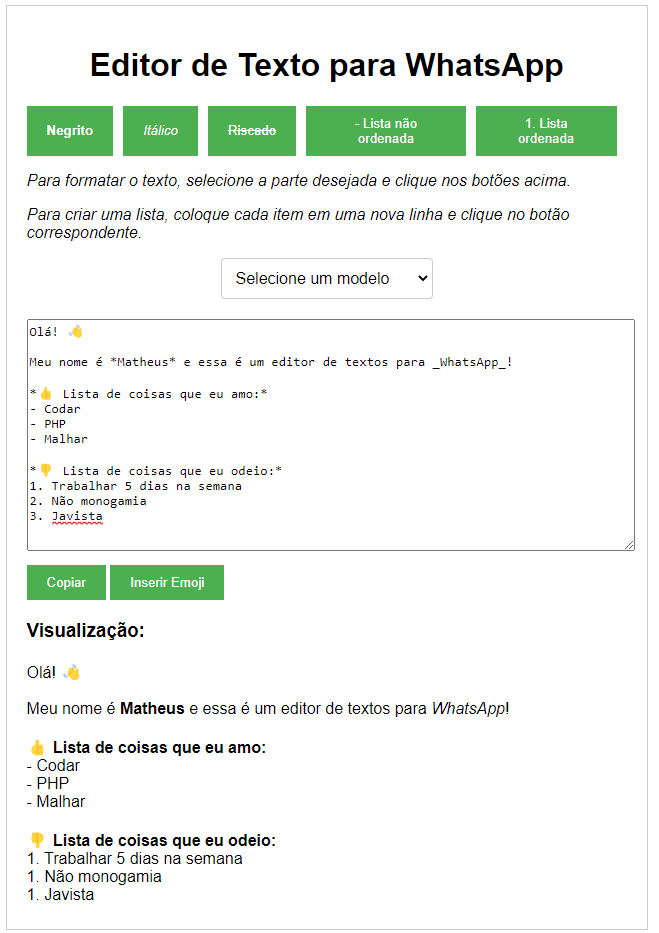 Editor de Texto para WhatsApp
Negrito Itálico Riscado - Lista não ordenada 1. Lista ordenada
Para formatar o texto, selecione a parte desejada e clique nos botões acima.
Para criar uma lista, coloque cada item em uma nova linha e clique no botão
correspondente.
Selecione um modelo
Olá! 👋
Meu nome é *Matheus* e essa é um editor de textos para _WhatsApp_!
*👍 Lista de coisas que eu amo:*
- Codar
- PHP
- Malhar
*👎 Lista de coisas que eu odeio:*
1. Trabalhar 5 dias na semana
2. Não monogamia
3. Javista
Copiar Inserir Emoji
Visualização:
Olá! 👋
Meu nome é Matheus e essa é um editor de textos para WhatsApp!
👍 Lista de coisas que eu amo:
- Codar
- PHP
- Malhar
👎 Lista de coisas que eu odeio:
1. Trabalhar 5 dias na semana
1. Não monogamia
1. Javista